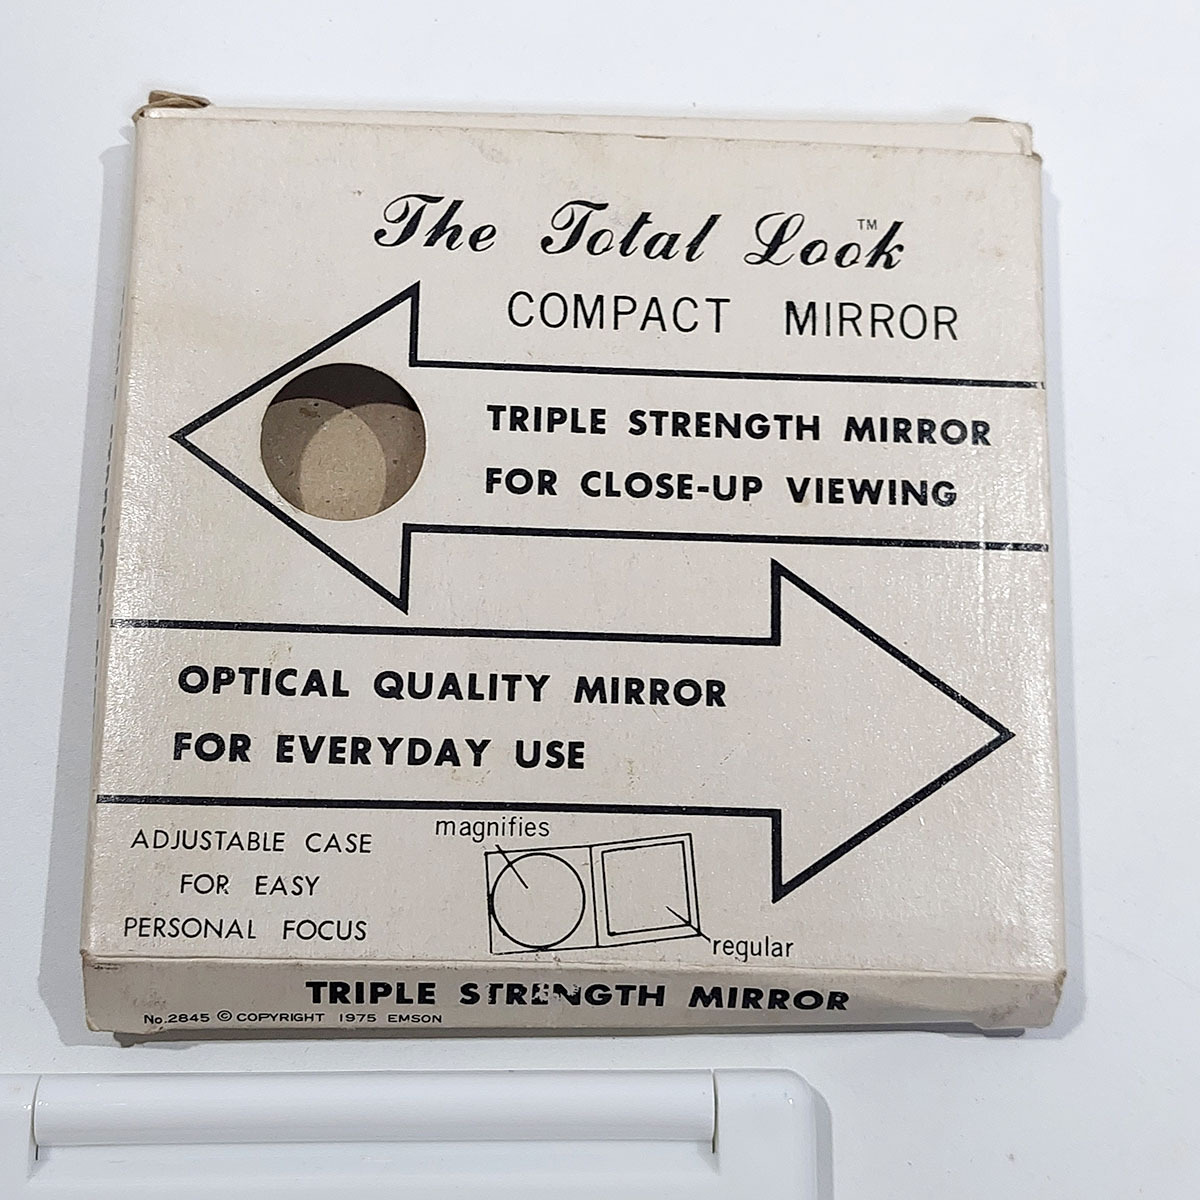 The Total Look™
COMPACT MIRROR
TRIPLE STRENGTH MIRROR
FOR CLOSE-UP VIEWING
OPTICAL QUALITY MIRROR
FOR EVERYDAY USE
ADJUSTABLE CASE
FOR EASY
PERSONAL FOCUS
magnifies
regular
TRIPLE STRENGTH MIRROR
No.2845 © COPYRIGHT 1975 EMSON